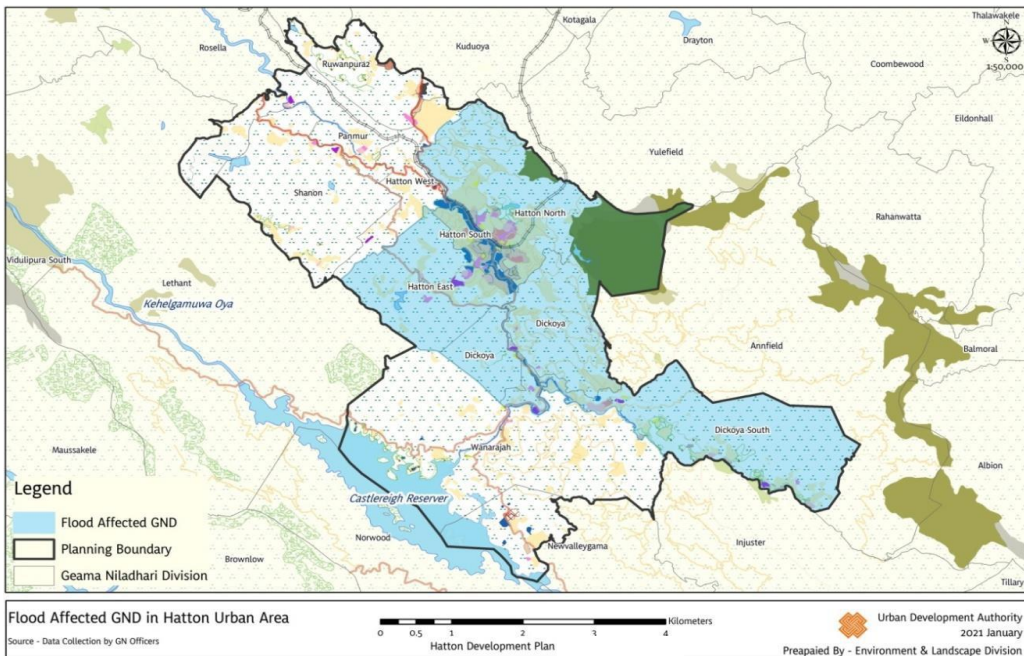 Kotagala
Thalawakele
N
W
1:50,000
Rosella
Kuduoya
Drayton
Coombewood
Ruwanpura2
Eildonhall
Panmur
Yulefield
Hatton West
Shanon
Hatton North
Rahanwatta
Hatton South
Vidulipura South
Lethant
Hatton East
Kehelgamuwa Oya
Dickoya
Annfield
Balmoral
Dickoya
Dickoya South
Maussakele
Wanarajah
Albion
Legend
Castlereigh Reserver
Flood Affected GND
Planning Boundary
Norwood
Newvalleygama
Injuster
Brownlow
Geama Niladhari Division
Tillary
Flood Affected GND in Hatton Urban Area
Source - Data Collection by GN Officers
Kilometers
0 0.5 1 2 3 4
Hatton Development Plan
Urban Development Authority
2021 January
Preapaied By - Environment & Landscape Division